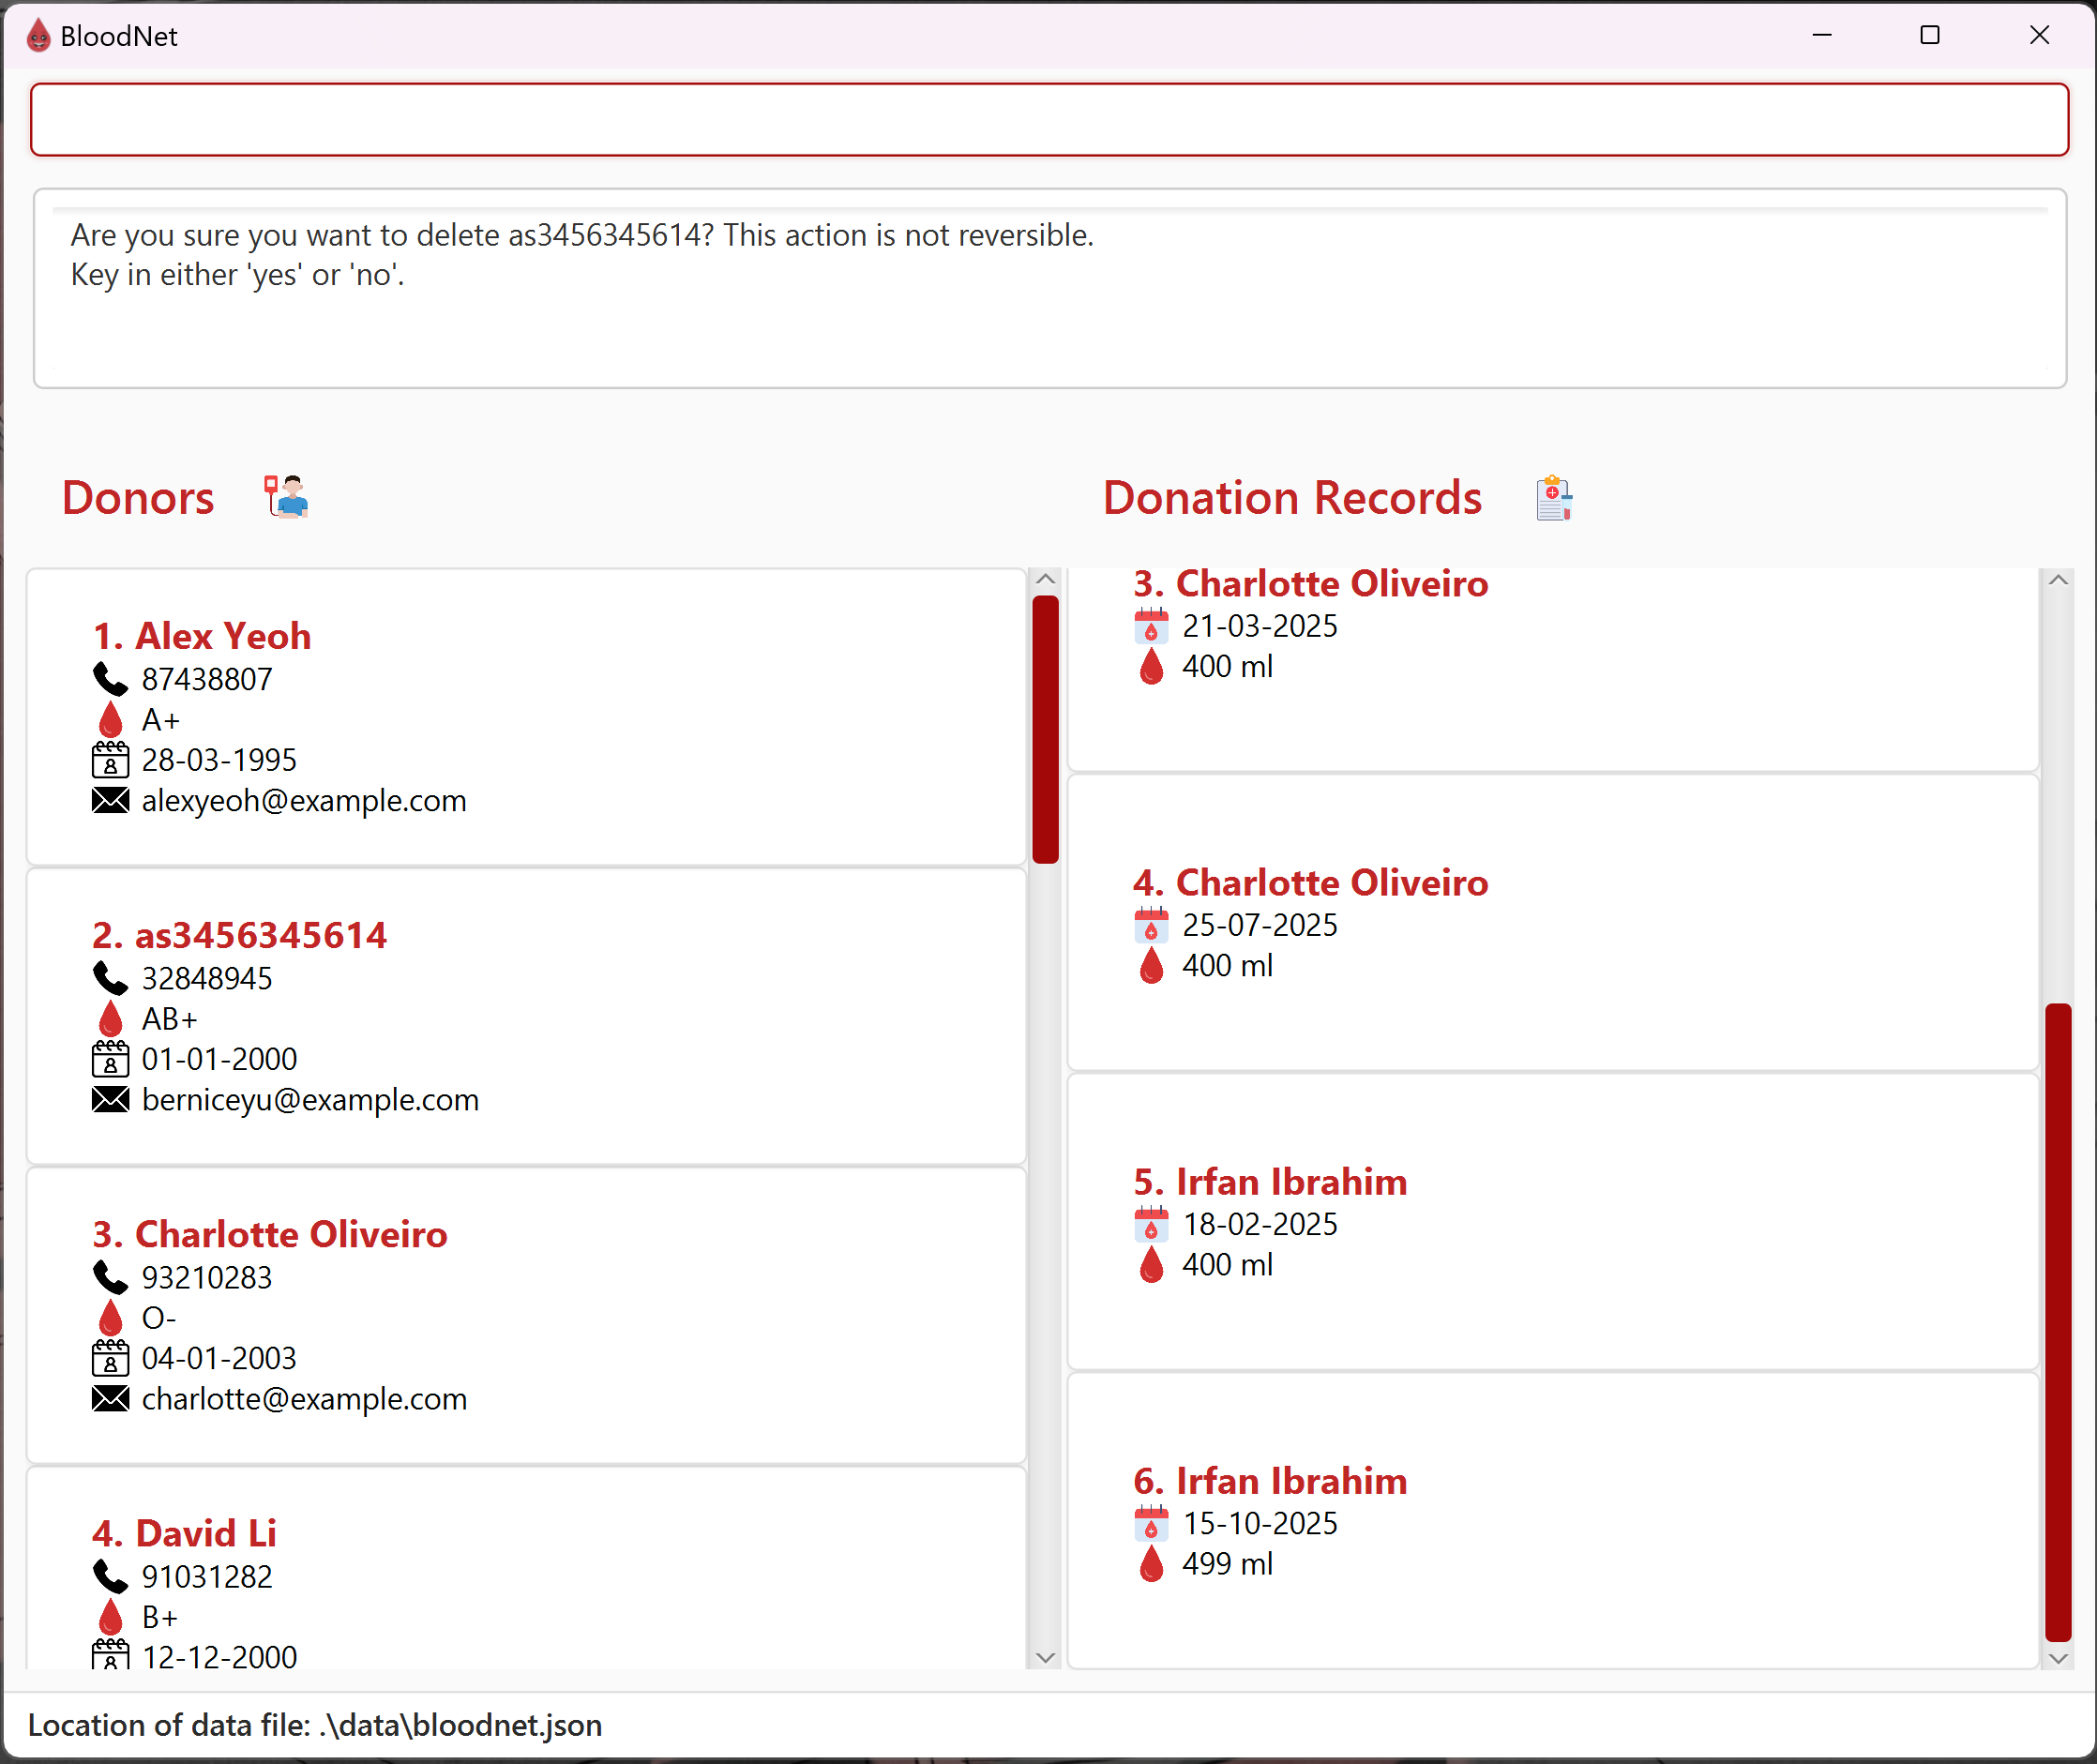 BloodNet
Are you sure you want to delete as3456345614? This action is not reversible.
Key in either 'yes' or 'no'.
Donors
1. Alex Yeoh
87438807
A+
28-03-1995
alexyeoh@example.com
2. as3456345614
32848945
AB+
01-01-2000
berniceyu@example.com
3. Charlotte Oliveiro
93210283
O-
04-01-2003
charlotte@example.com
4. David Li
91031282
B+
12-12-2000
Donation Records
3. Charlotte Oliveiro
21-03-2025
400 ml
4. Charlotte Oliveiro
25-07-2025
400 ml
5. Irfan Ibrahim
18-02-2025
400 ml
6. Irfan Ibrahim
15-10-2025
499 ml
Location of data file: .\data\bloodnet.json